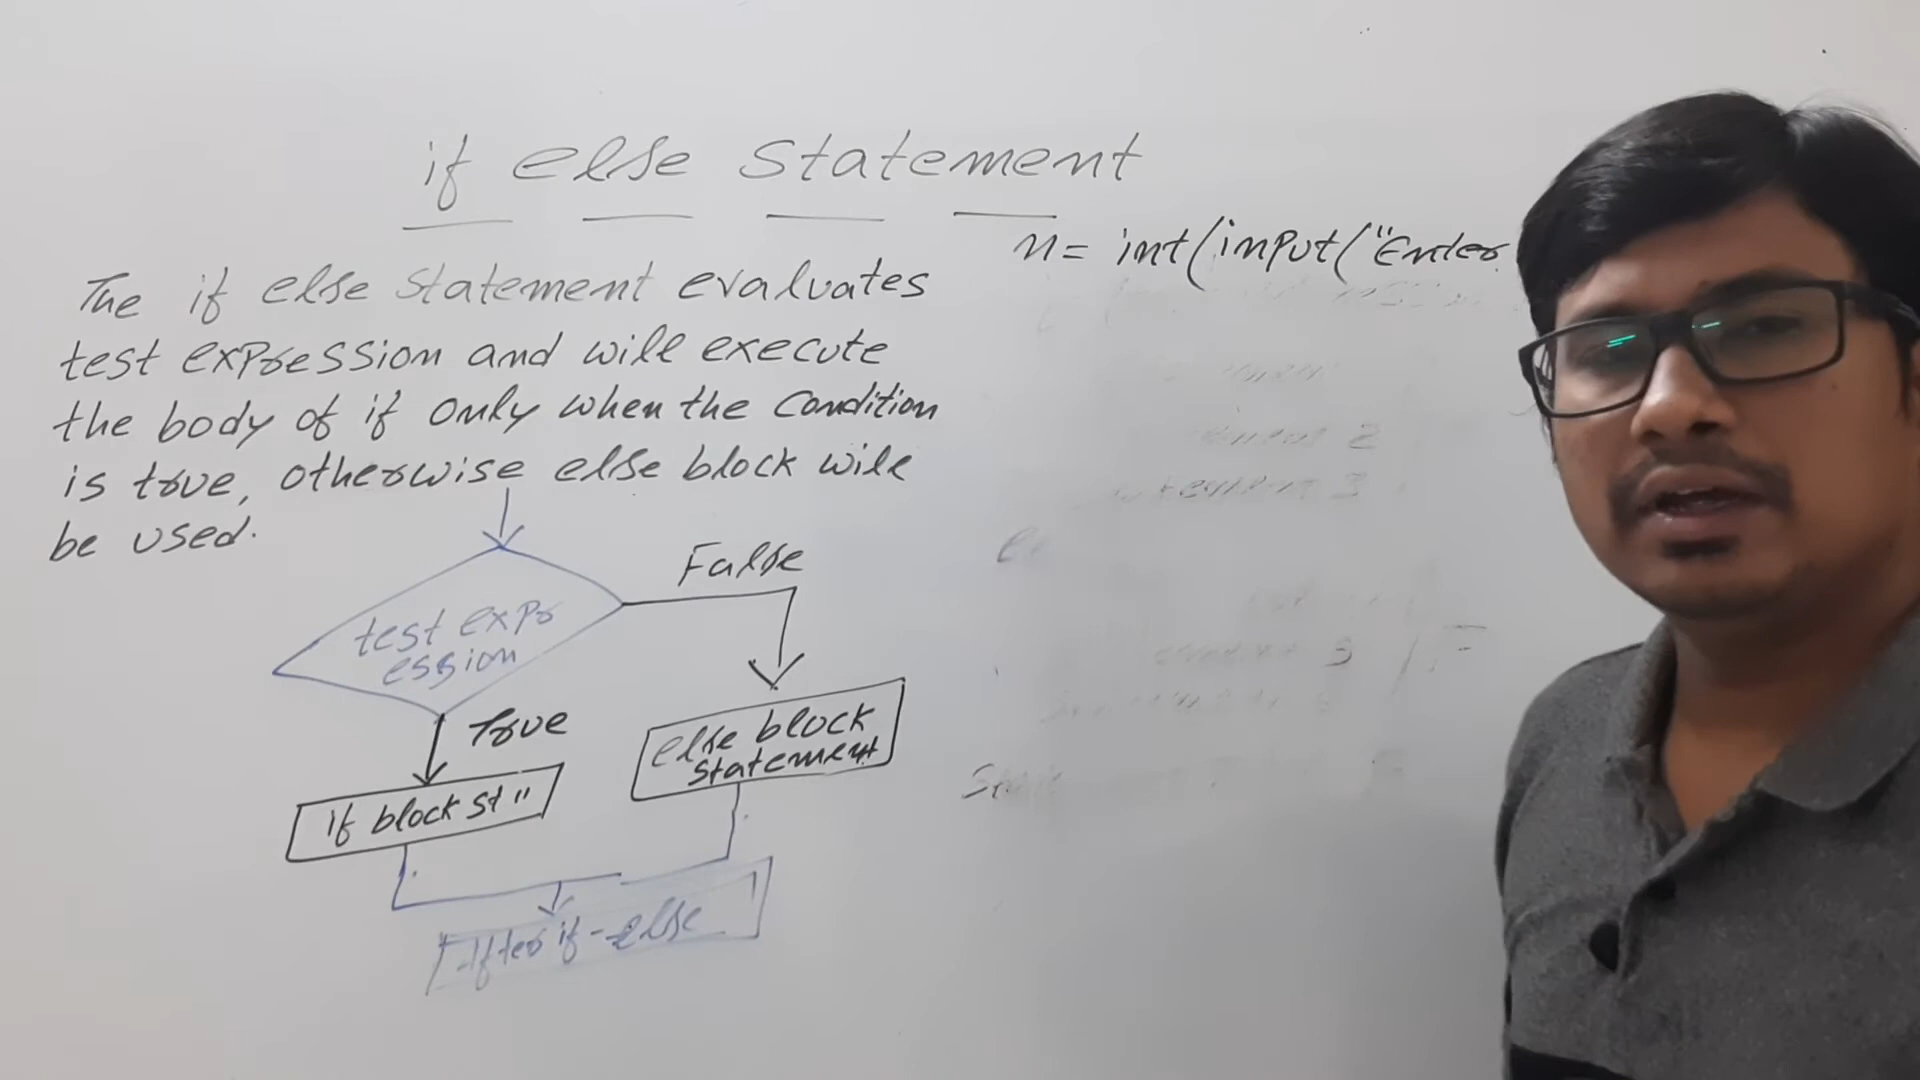 if else statement
n= int(input("Enter
The if else statement evaluates
test expression and will execute
the body of if only when the condition
is true, otherwise else block will
be used.
False
test expr
ession
True
else block
statement
if block st"
After if-else